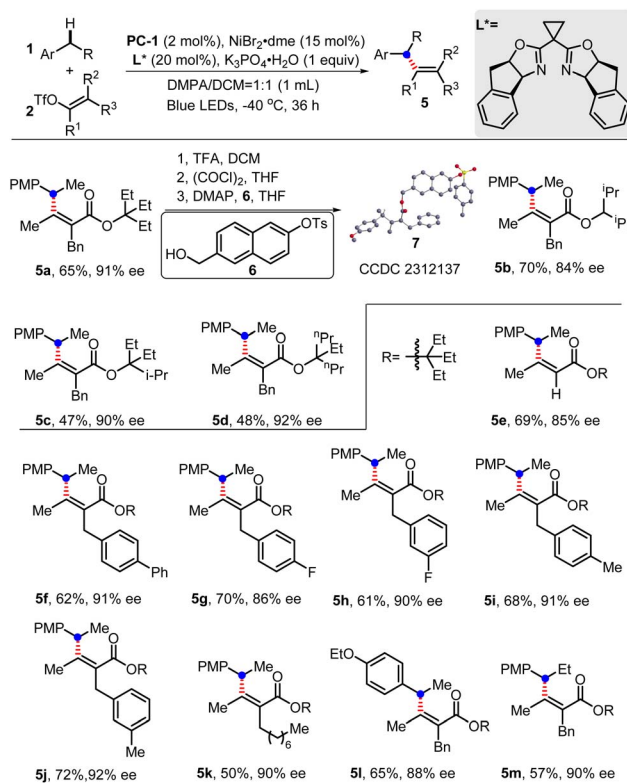 1
H
Ar
R
+
2
TfO
R²
R³
R¹
PC-1 (2 mol%), NiBr₂•dme (15 mol%)
L* (20 mol%), K₃PO₄•H₂O (1 equiv)
DMPA/DCM=1:1 (1 mL)
Blue LEDs, -40 °C, 36 h
R
Ar
R²
R¹
R³
5
L*=
O
O
N
N
PMP
Me
O
Et
Et
Me
O
Et
Bn
5a, 65%, 91% ee
1, TFA, DCM
2, (COCl)₂, THF
3, DMAP, 6, THF
OTs
HO
6
7
CCDC 2312137
PMP
Me
O
i-Pr
Me
O
i-Pr
Bn
5b, 70%, 84% ee
PMP
Me
O
Et
Et
Me
O
i-Pr
Bn
5c, 47%, 90% ee
PMP
Me
O
nPr
Et
Me
O
nPr
Bn
5d, 48%, 92% ee
R=
Et
Et
Et
PMP
Me
O
OR
Me
H
5e, 69%, 85% ee
PMP
Me
O
OR
Me
Ph
5f, 62%, 91% ee
PMP
Me
O
OR
Me
F
5g, 70%, 86% ee
PMP
Me
O
OR
Me
F
5h, 61%, 90% ee
PMP
Me
O
OR
Me
Me
5i, 68%, 91% ee
PMP
Me
O
OR
Me
Me
5j, 72%,92% ee
PMP
Me
O
OR
Me
Me
6
5k, 50%, 90% ee
EtO
Me
O
OR
Me
Bn
5l, 65%, 88% ee
PMP
Et
O
OR
Me
Bn
5m, 57%, 90% ee